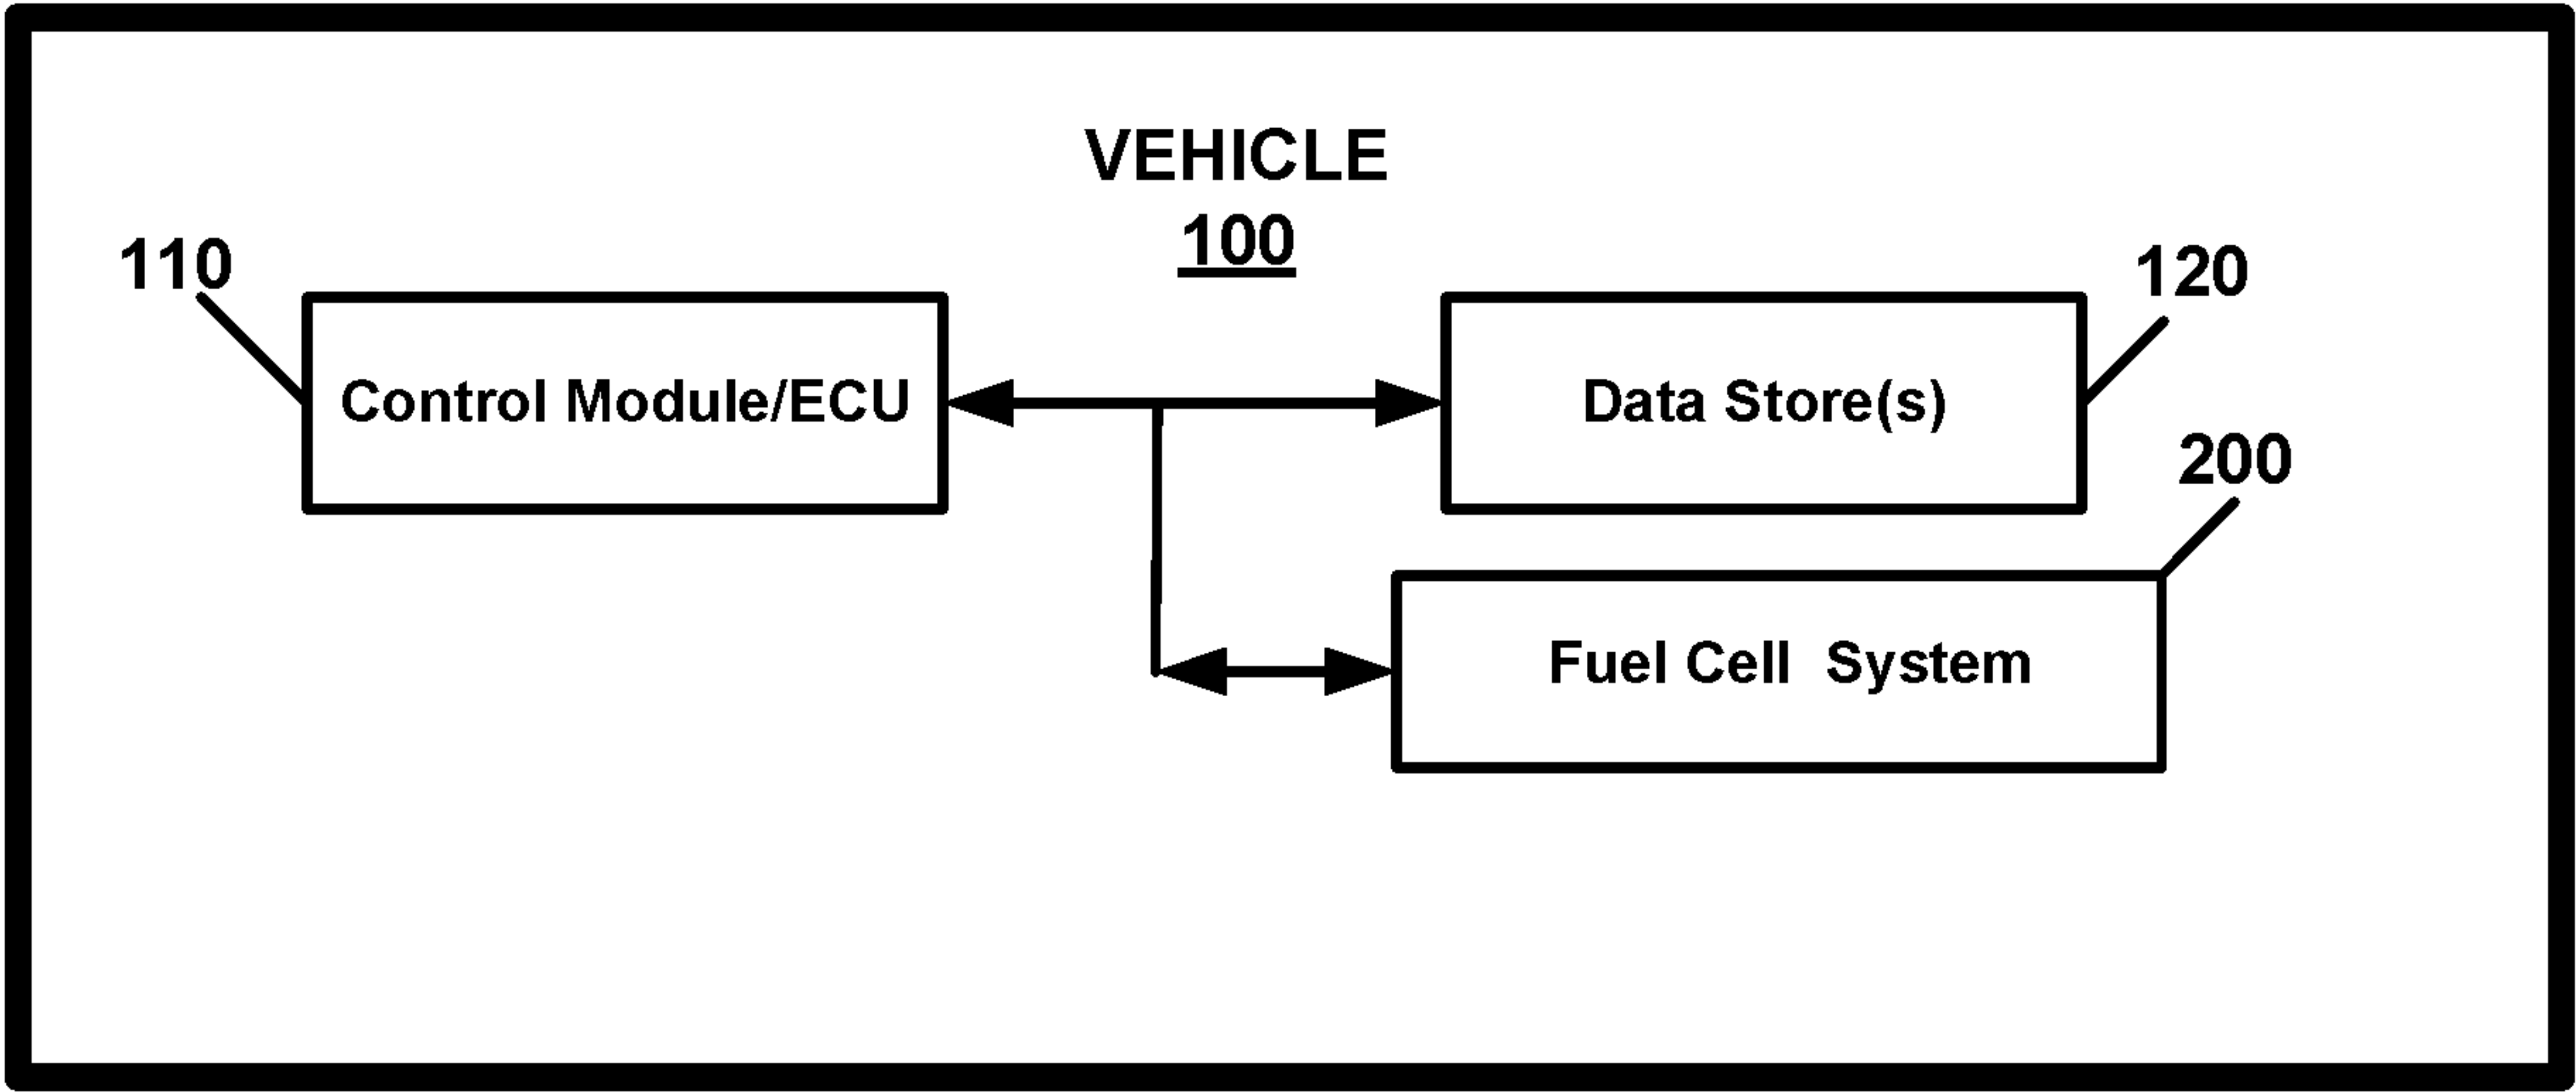 VEHICLE
100
110
120
Control Module/ECU
Data Store(s)
200
Fuel Cell  System